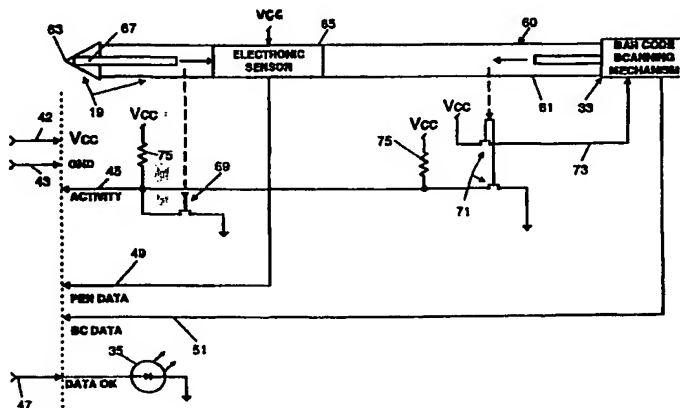 VCC
63
67
65
60
ELECTRONIC SENSOR
BAR CODE SCANNING MECHANISM
19
61
33
42
VCC
VCC
VCC
VCC
75
75
GND
43
45
69
71
73
ACTIVITY
49
PEN DATA
BC DATA
51
35
DATA OK
47